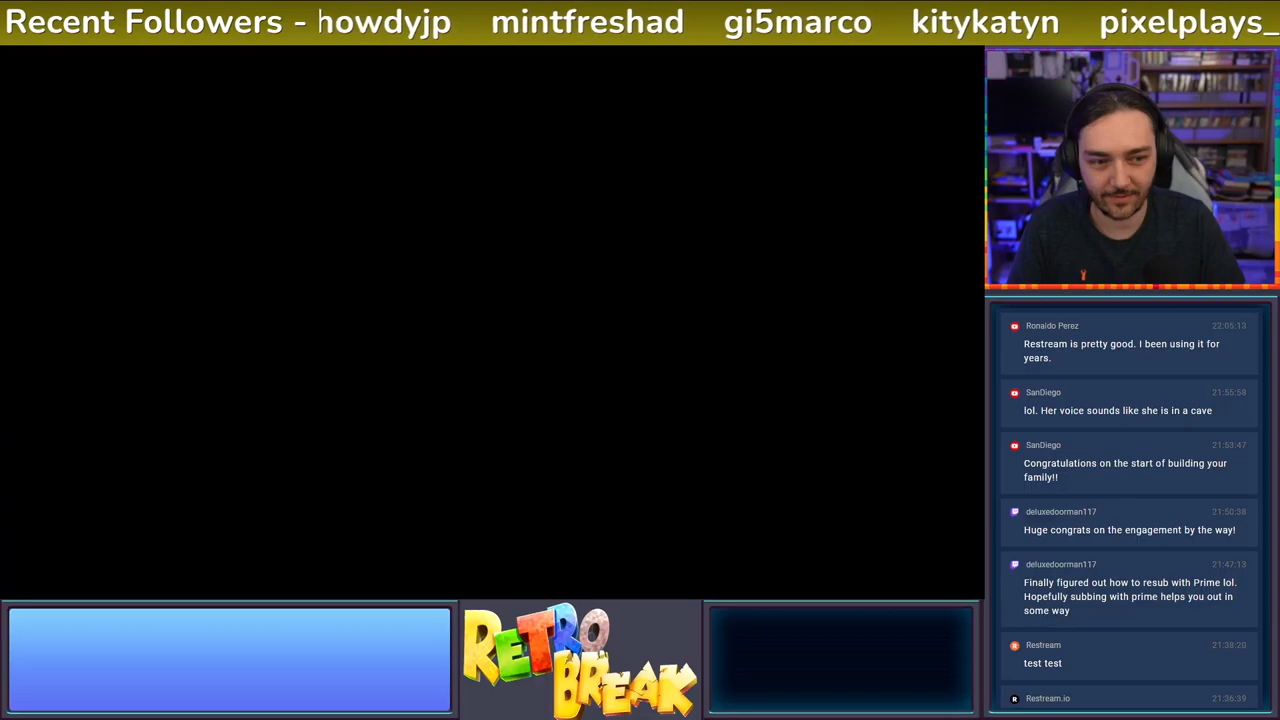 Recent Followers - howdyjp mintfreshad gi5marco kitykatyn pixelplays_
Ronaldo Perez 22:05:13
Restream is pretty good. I been using it for
years.
SanDiego 21:55:58
lol. Her voice sounds like she is in a cave
SanDiego 21:53:47
Congratulations on the start of building your
family!!
deluxedoorman117 21:50:38
Huge congrats on the engagement by the way!
deluxedoorman117 21:47:13
Finally figured out how to resub with Prime lol.
Hopefully subbing with prime helps you out in
some way
Restream 21:38:20
test test
Restream.io 21:36:39
RETRO
BREAK